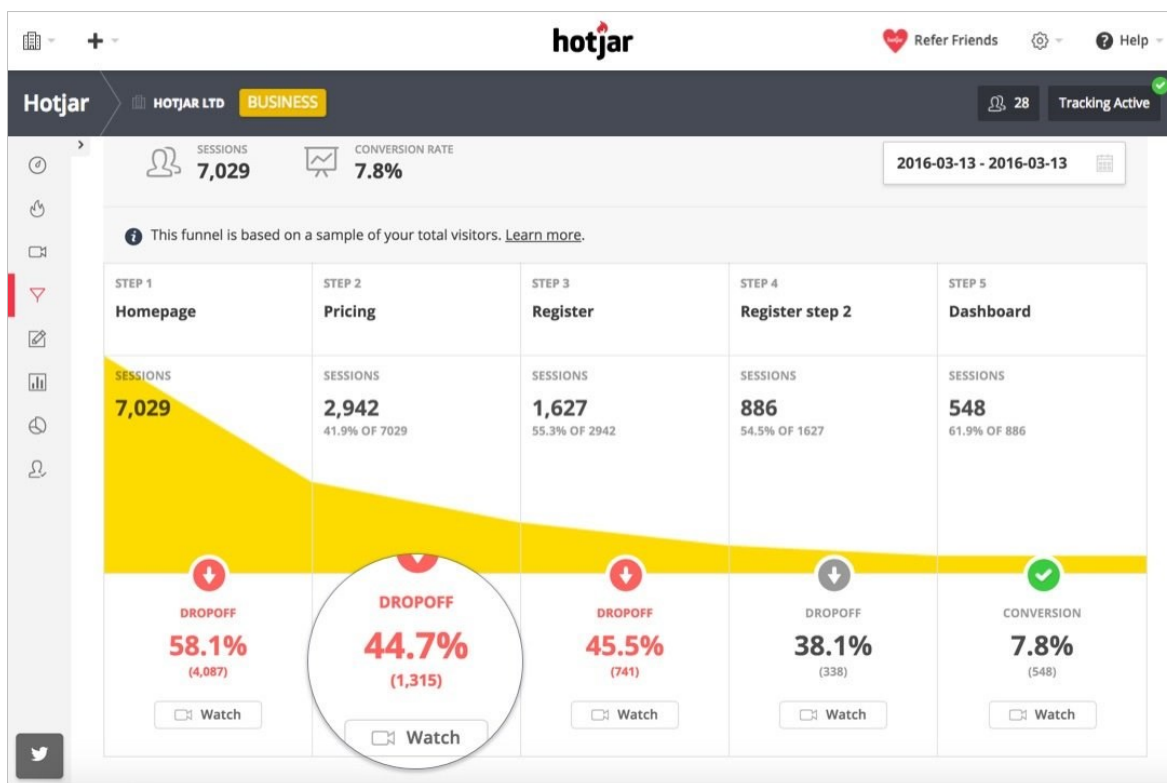 hotjar
Refer Friends
Help
Hotjar
HOTJAR LTD
BUSINESS
28
Tracking Active
SESSIONS
7,029
CONVERSION RATE
7.8%
2016-03-13 - 2016-03-13
This funnel is based on a sample of your total visitors. Learn more.
STEP 1
Homepage
STEP 2
Pricing
STEP 3
Register
STEP 4
Register step 2
STEP 5
Dashboard
SESSIONS
7,029
SESSIONS
2,942
41.9% OF 7029
SESSIONS
1,627
55.3% OF 2942
SESSIONS
886
54.5% OF 1627
SESSIONS
548
61.9% OF 886
DROPOFF
58.1%
(4,087)
Watch
DROPOFF
44.7%
(1,315)
Watch
DROPOFF
45.5%
(741)
Watch
DROPOFF
38.1%
(338)
Watch
CONVERSION
7.8%
(548)
Watch